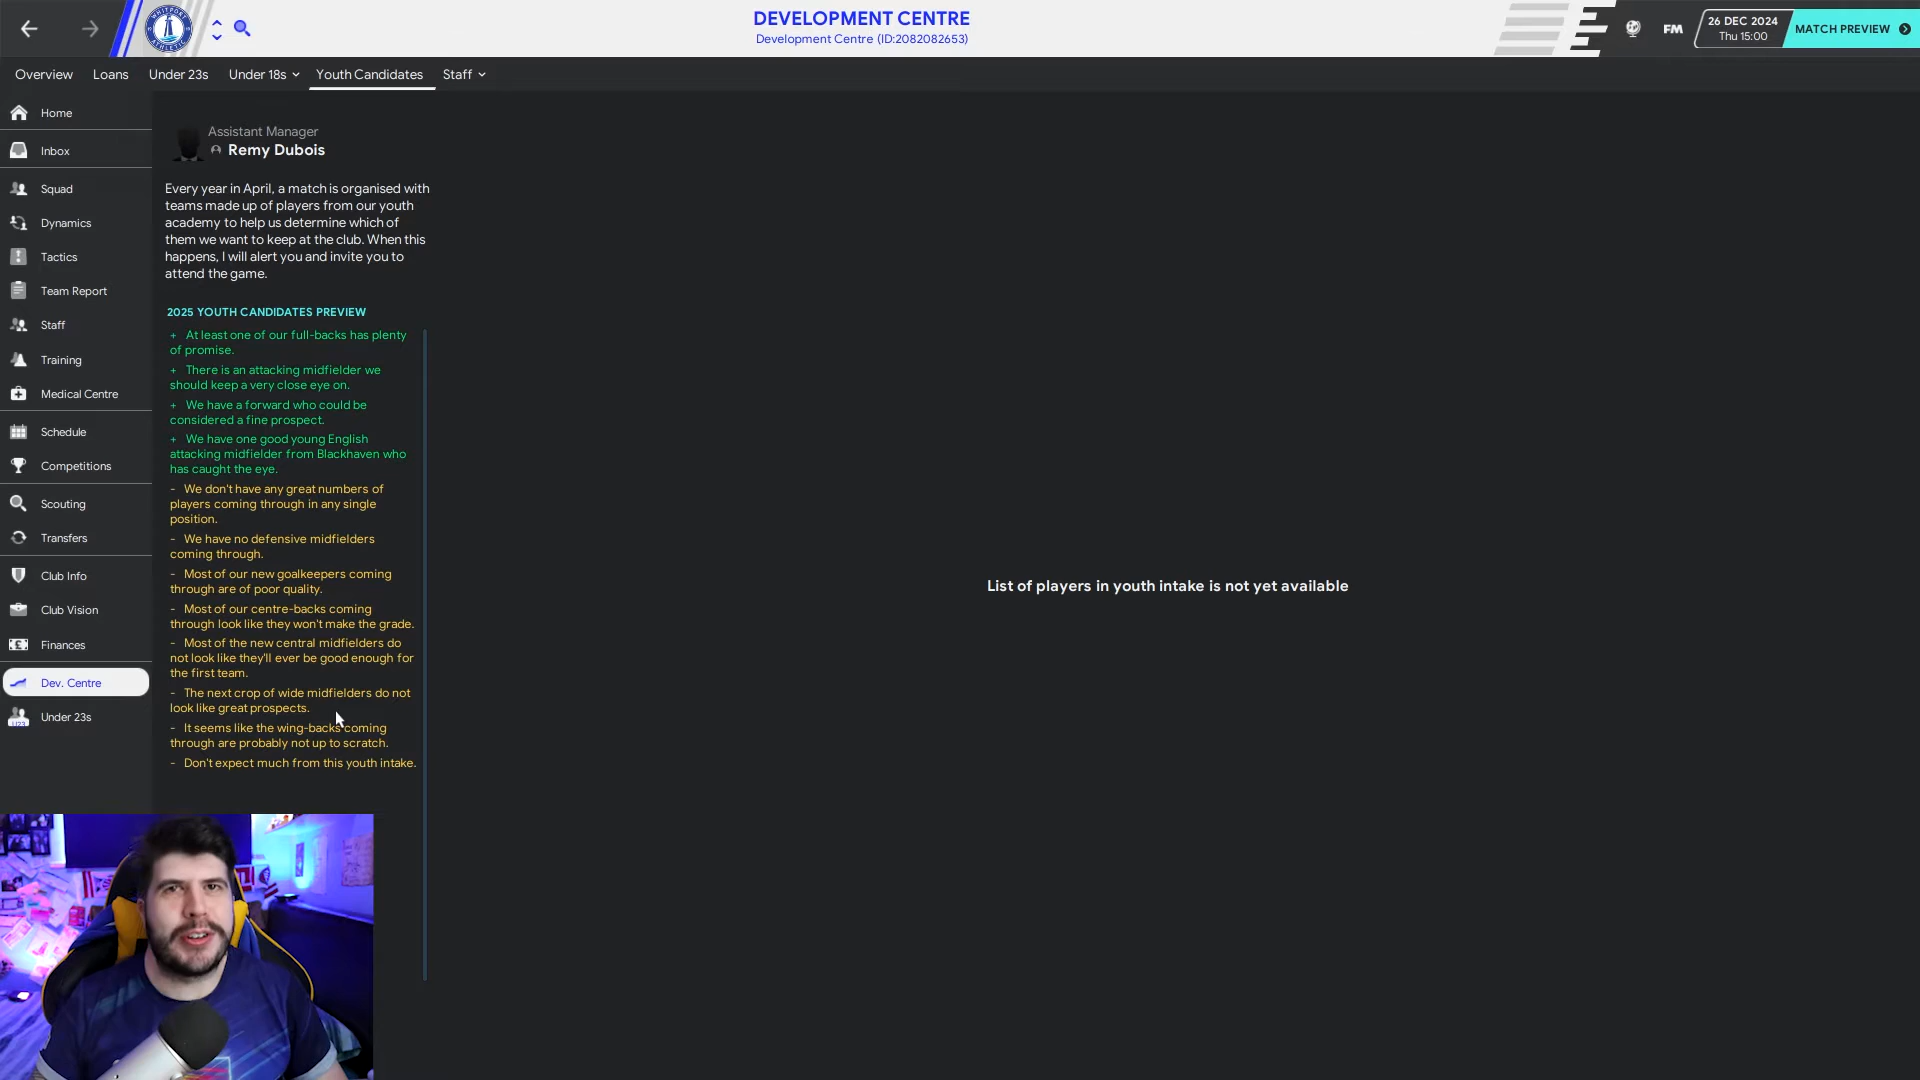 DEVELOPMENT CENTRE
Development Centre (ID:2082082653)
FM
26 DEC 2024
Thu 15:00
MATCH PREVIEW
Overview
Loans
Under 23s
Under 18s
Youth Candidates
Staff
Home
Inbox
Squad
Dynamics
Tactics
Team Report
Staff
Training
Medical Centre
Schedule
Competitions
Scouting
Transfers
Club Info
Club Vision
Finances
Dev. Centre
U23
Under 23s
Assistant Manager
Remy Dubois
Every year in April, a match is organised with
teams made up of players from our youth
academy to help us determine which of
them we want to keep at the club. When this
happens, I will alert you and invite you to
attend the game.
2025 YOUTH CANDIDATES PREVIEW
+ At least one of our full-backs has plenty
of promise.
+ There is an attacking midfielder we
should keep a very close eye on.
+ We have a forward who could be
considered a fine prospect.
+ We have one good young English
attacking midfielder from Blackhaven who
has caught the eye.
- We don't have any great numbers of
players coming through in any single
position.
- We have no defensive midfielders
coming through.
- Most of our new goalkeepers coming
through are of poor quality.
- Most of our centre-backs coming
through look like they won't make the grade.
- Most of the new central midfielders do
not look like they'll ever be good enough for
the first team.
- The next crop of wide midfielders do not
look like great prospects.
- It seems like the wing-backs coming
through are probably not up to scratch.
- Don't expect much from this youth intake.
List of players in youth intake is not yet available